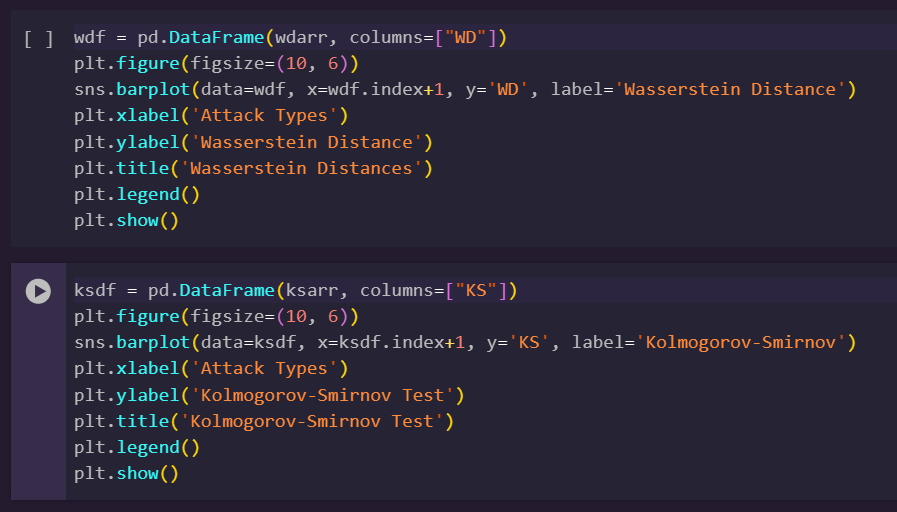 [ ] wdf = pd.DataFrame(wdarr, columns=["WD"])
plt.figure(figsize=(10, 6))
sns.barplot(data=wdf, x=wdf.index+1, y='WD', label='Wasserstein Distance')
plt.xlabel('Attack Types')
plt.ylabel('Wasserstein Distance')
plt.title('Wasserstein Distances')
plt.legend()
plt.show()
ksdf = pd.DataFrame(ksarr, columns=["KS"])
plt.figure(figsize=(10, 6))
sns.barplot(data=ksdf, x=ksdf.index+1, y='KS', label='Kolmogorov-Smirnov')
plt.xlabel('Attack Types')
plt.ylabel('Kolmogorov-Smirnov Test')
plt.title('Kolmogorov-Smirnov Test')
plt.legend()
plt.show()